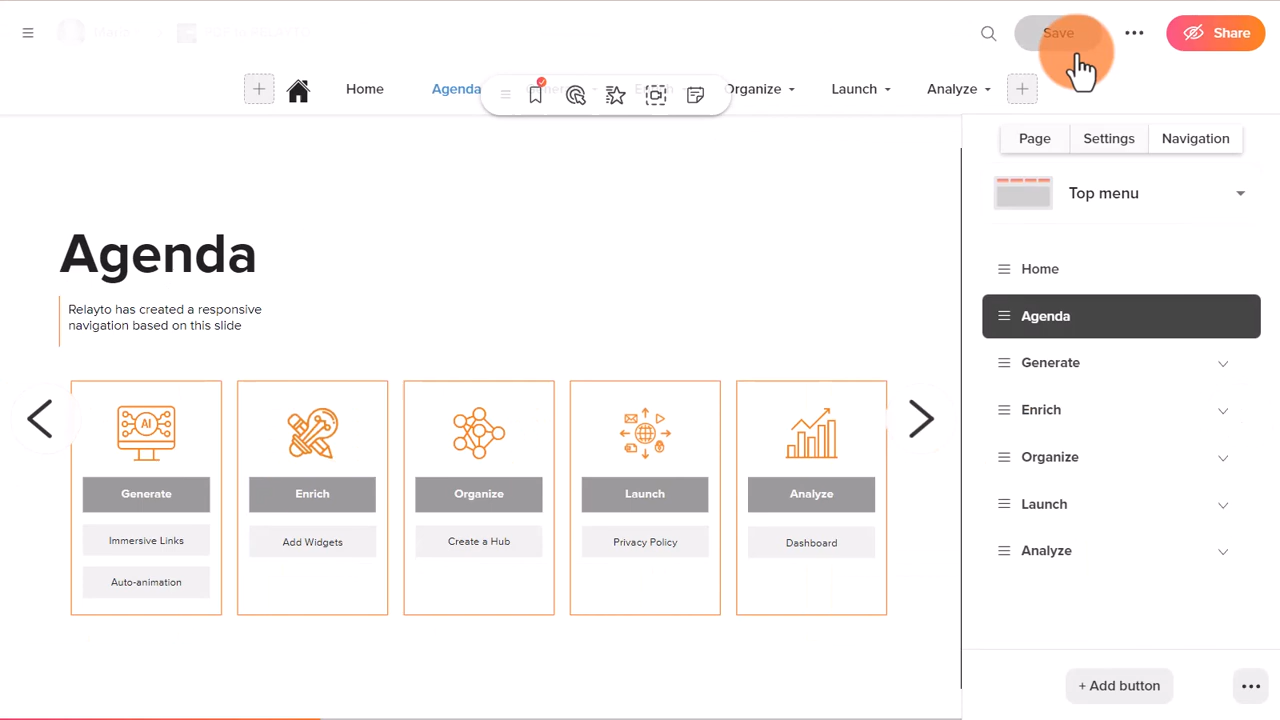 Save
Share
Home
Agenda
Organize
Launch
Analyze
Page
Settings
Navigation
Top menu
Home
Agenda
Generate
Enrich
Organize
Launch
Analyze
+ Add button
Agenda
Relayto has created a responsive
navigation based on this slide
AI
Generate
Immersive Links
Auto-animation
Enrich
Add Widgets
Organize
Create a Hub
Launch
Privacy Policy
Analyze
Dashboard